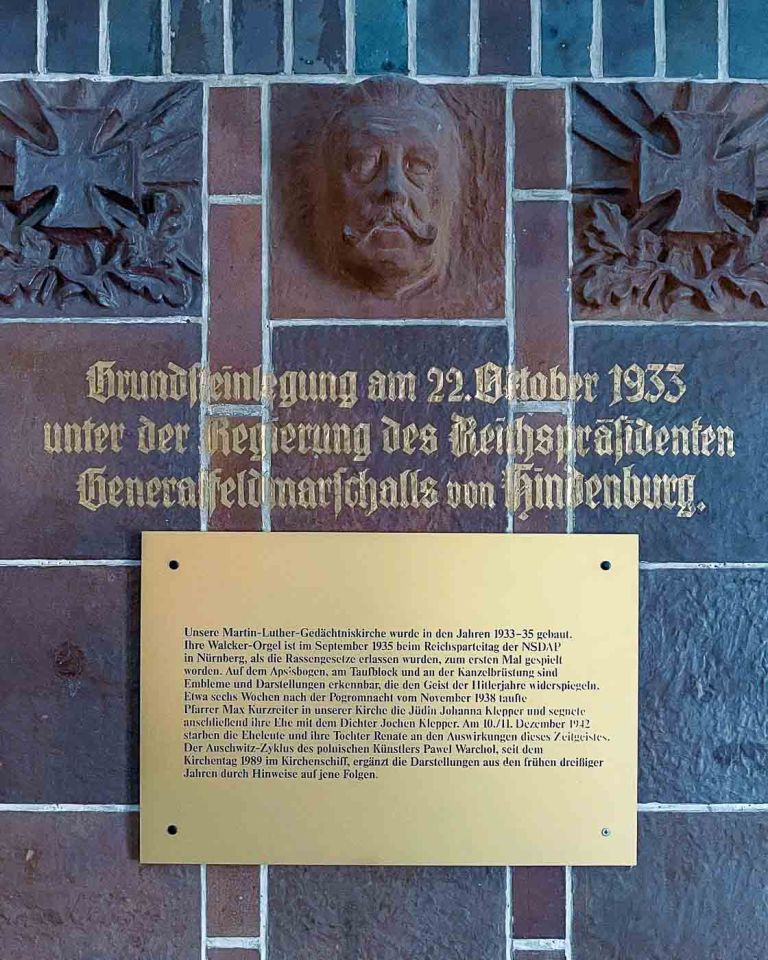 Grundsteinlegung am 22. Oktober 1933
unter der Regierung des Reichspräsidenten
Generalfeldmarschalls von Hindenburg.
Unsere Martin-Luther-Gedächtniskirche wurde in den Jahren 1933–35 gebaut.
Ihre Walcker-Orgel ist im September 1935 beim Reichsparteitag der NSDAP
in Nürnberg, als die Rassengesetze erlassen wurden, zum ersten Mal gespielt
worden. Auf dem Apsisbogen, am Taufblock und an der Kanzelbrüstung sind
Embleme und Darstellungen erkennbar, die den Geist der Hitlerjahre widerspiegeln.
Etwa sechs Wochen nach der Pogromnacht vom November 1938 taufte
Pfarrer Max Kurzreiter in unserer Kirche die Jüdin Johanna Klepper und segnete
anschließend ihre Ehe mit dem Dichter Jochen Klepper. Am 10./11. Dezember 1942
starben die Eheleute und ihre Tochter Renate an den Auswirkungen dieses Zeitgeistes.
Der Auschwitz-Zyklus des polnischen Künstlers Pawel Warchol, seit dem
Kirchentag 1989 im Kirchenschiff, ergänzt die Darstellungen aus den frühen dreißiger
Jahren durch Hinweise auf jene Folgen.